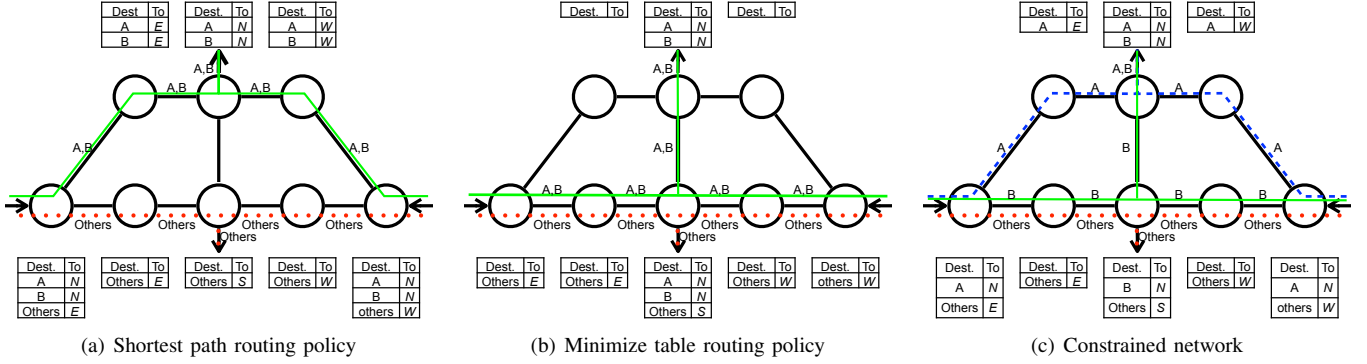 Dest To Dest. To Dest. To Dest. To Dest. To Dest. To Dest. To Dest. To Dest. To
A E A N A W A N A E A N A W
B E B N B W B N B N
A,B A,B A,B
A,B A,B A A
A,B A,B A,B B A A
A,B A,B A,B A,B B B B B
Others Others Others Others Others Others Others Others Others Others Others Others
Others Others Others
Dest. To Dest. To Dest. To Dest. To Dest. To Dest. To Dest. To Dest. To Dest. To Dest. To Dest. To Dest. To Dest. To Dest. To Dest. To
A N Others E Others S Others W A N Others E Others E A N Others W others W A N Others E B N Others W A N
B N B N B N
Others E others W Others S Others E Others S others W
(a) Shortest path routing policy (b) Minimize table routing policy (c) Constrained network